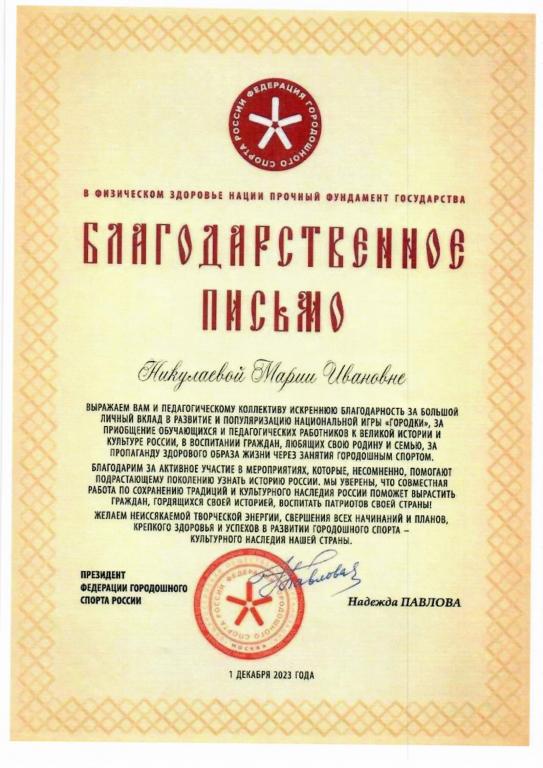 ФЕДЕРАЦИЯ ГОРОДОШНОГО СПОРТА РОССИИ
В ФИЗИЧЕСКОМ ЗДОРОВЬЕ НАЦИИ ПРОЧНЫЙ ФУНДАМЕНТ ГОСУДАРСТВА
БЛАГОДАРСТВЕННОЕ
ПИСЬМО
Никулаевой Марии Ивановне
ВЫРАЖАЕМ ВАМ И ПЕДАГОГИЧЕСКОМУ КОЛЛЕКТИВУ ИСКРЕННЮЮ БЛАГОДАРНОСТЬ ЗА БОЛЬШОЙ
ЛИЧНЫЙ ВКЛАД В РАЗВИТИЕ И ПОПУЛЯРИЗАЦИЮ НАЦИОНАЛЬНОЙ ИГРЫ «ГОРОДКИ», ЗА
ПРИОБЩЕНИЕ ОБУЧАЮЩИХСЯ И ПЕДАГОГИЧЕСКИХ РАБОТНИКОВ К ВЕЛИКОЙ ИСТОРИИ И
КУЛЬТУРЕ РОССИИ, В ВОСПИТАНИИ ГРАЖДАН, ЛЮБЯЩИХ СВОЮ РОДИНУ И СЕМЬЮ, ЗА
ПРОПАГАНДУ ЗДОРОВОГО ОБРАЗА ЖИЗНИ ЧЕРЕЗ ЗАНЯТИЯ ГОРОДОШНЫМ СПОРТОМ.
БЛАГОДАРИМ ЗА АКТИВНОЕ УЧАСТИЕ В МЕРОПРИЯТИЯХ, КОТОРЫЕ, НЕСОМНЕННО, ПОМОГАЮТ
ПОДРАСТАЮЩЕМУ ПОКОЛЕНИЮ УЗНАТЬ ИСТОРИЮ РОССИИ. МЫ УВЕРЕНЫ, ЧТО СОВМЕСТНАЯ
РАБОТА ПО СОХРАНЕНИЮ ТРАДИЦИЙ И КУЛЬТУРНОГО НАСЛЕДИЯ РОССИИ ПОМОЖЕТ ВЫРАСТИТЬ
ГРАЖДАН, ГОРДЯЩИХСЯ СВОЕЙ ИСТОРИЕЙ, ВОСПИТАТЬ ПАТРИОТОВ СВОЕЙ СТРАНЫ!
ЖЕЛАЕМ НЕИССЯКАЕМОЙ ТВОРЧЕСКОЙ ЭНЕРГИИ, СВЕРШЕНИЯ ВСЕХ НАЧИНАНИЙ И ПЛАНОВ,
КРЕПКОГО ЗДОРОВЬЯ И УСПЕХОВ В РАЗВИТИИ ГОРОДОШНОГО СПОРТА –
КУЛЬТУРНОГО НАСЛЕДИЯ НАШЕЙ СТРАНЫ.
ПРЕЗИДЕНТ
ФЕДЕРАЦИИ ГОРОДОШНОГО
СПОРТА РОССИИ
Павлова
Надежда ПАВЛОВА
ФЕДЕРАЦИЯ ГОРОДОШНОГО СПОРТА РОССИИ
МОСКВА
1 ДЕКАБРЯ 2023 ГОДА